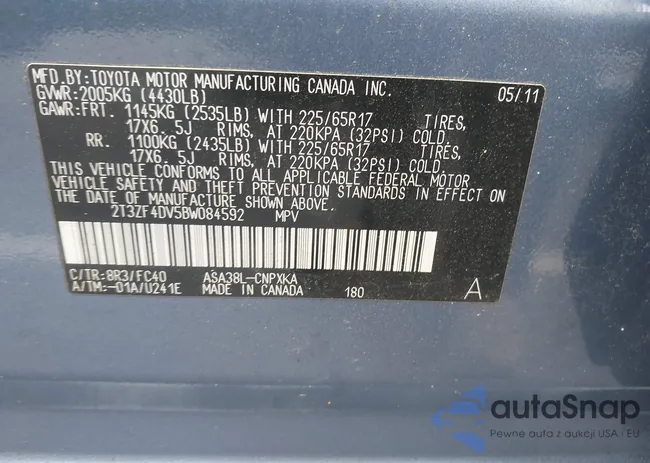 MFD.BY:TOYOTA MOTOR MANUFACTURING CANADA INC. 05/11
GVWR:2005KG (4430LB)
GAWR:FRT. 1145KG (2535LB) WITH 225/65R17 TIRES,
17X6. 5J RIMS, AT 220KPA (32PSI) COLD.
RR. 1100KG (2435LB) WITH 225/65R17 TIRES,
17X6. 5J RIMS, AT 220KPA (32PSI) COLD.
THIS VEHICLE CONFORMS TO ALL APPLICABLE FEDERAL MOTOR
VEHICLE SAFETY AND THEFT PREVENTION STANDARDS IN EFFECT ON
THE DATE OF MANUFACTURE SHOWN ABOVE.
2T3ZF4DV5BW084592 MPV
C/TR:8R3/FC40 ASA38L-CNPXKA
A/TM:-01A/U241E MADE IN CANADA 180 A
autaSnap
Pewne auta z aukcji USA i EU